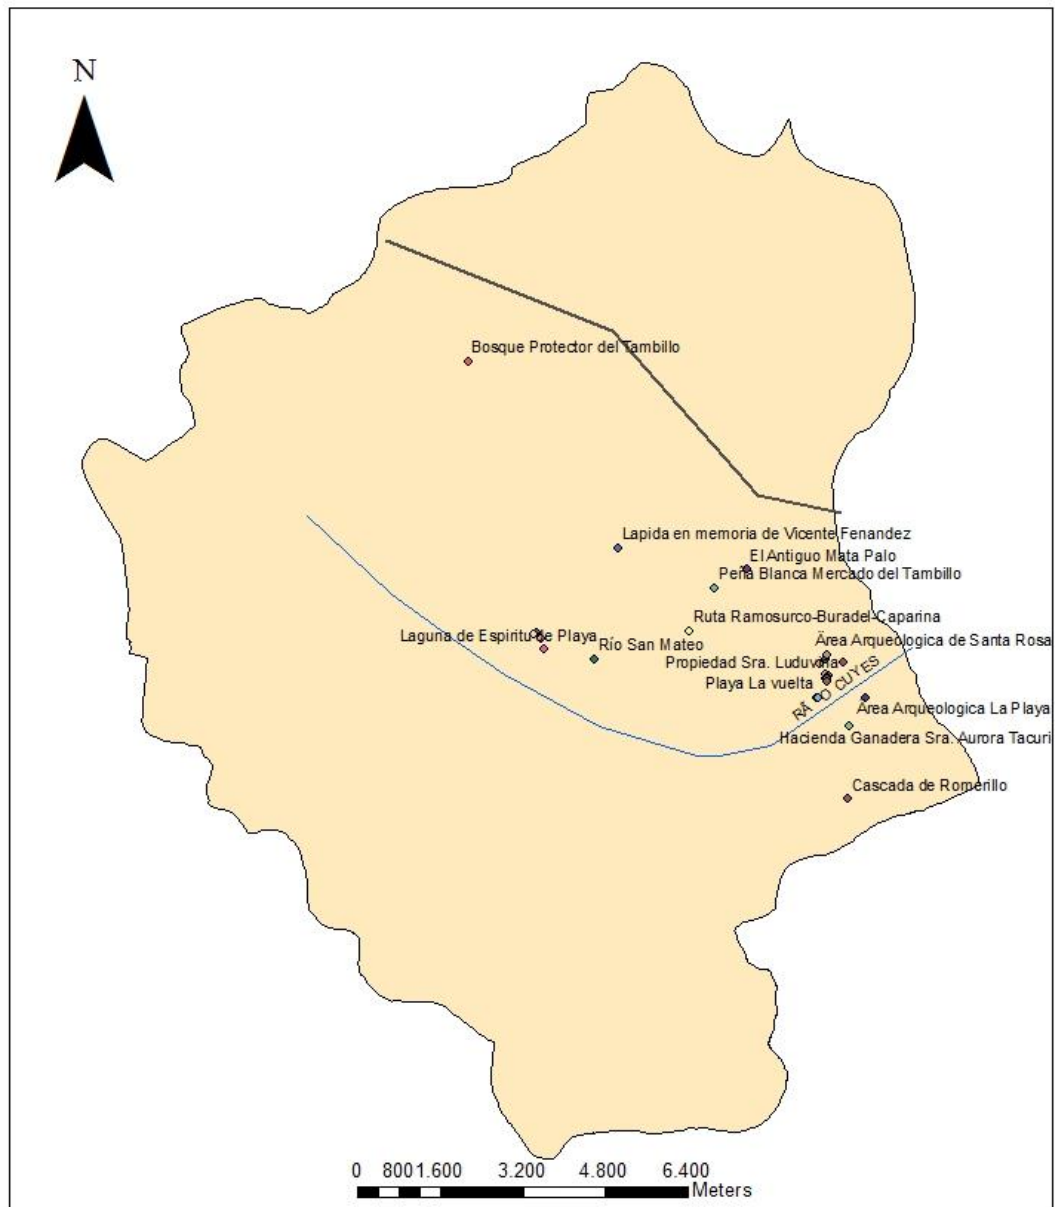 N
Bosque Protector del Tambillo
Lapida en memoria de Vicente Fenandez
El Antiguo Mata Palo
Peña Blanca Mercado del Tambillo
Ruta Ramosurco-Buradel-Caparina
Laguna de Espiritu de Playa
Río San Mateo
Ärea Arqueologica de Santa Rosa
Propiedad Sra. Luduvina
Playa La vuelta
RÃ O CUYES
Área Arqueologica La Playa
Hacienda Ganadera Sra. Aurora Tacuri
Cascada de Romerillo
0 800 1.600 3.200 4.800 6.400
Meters